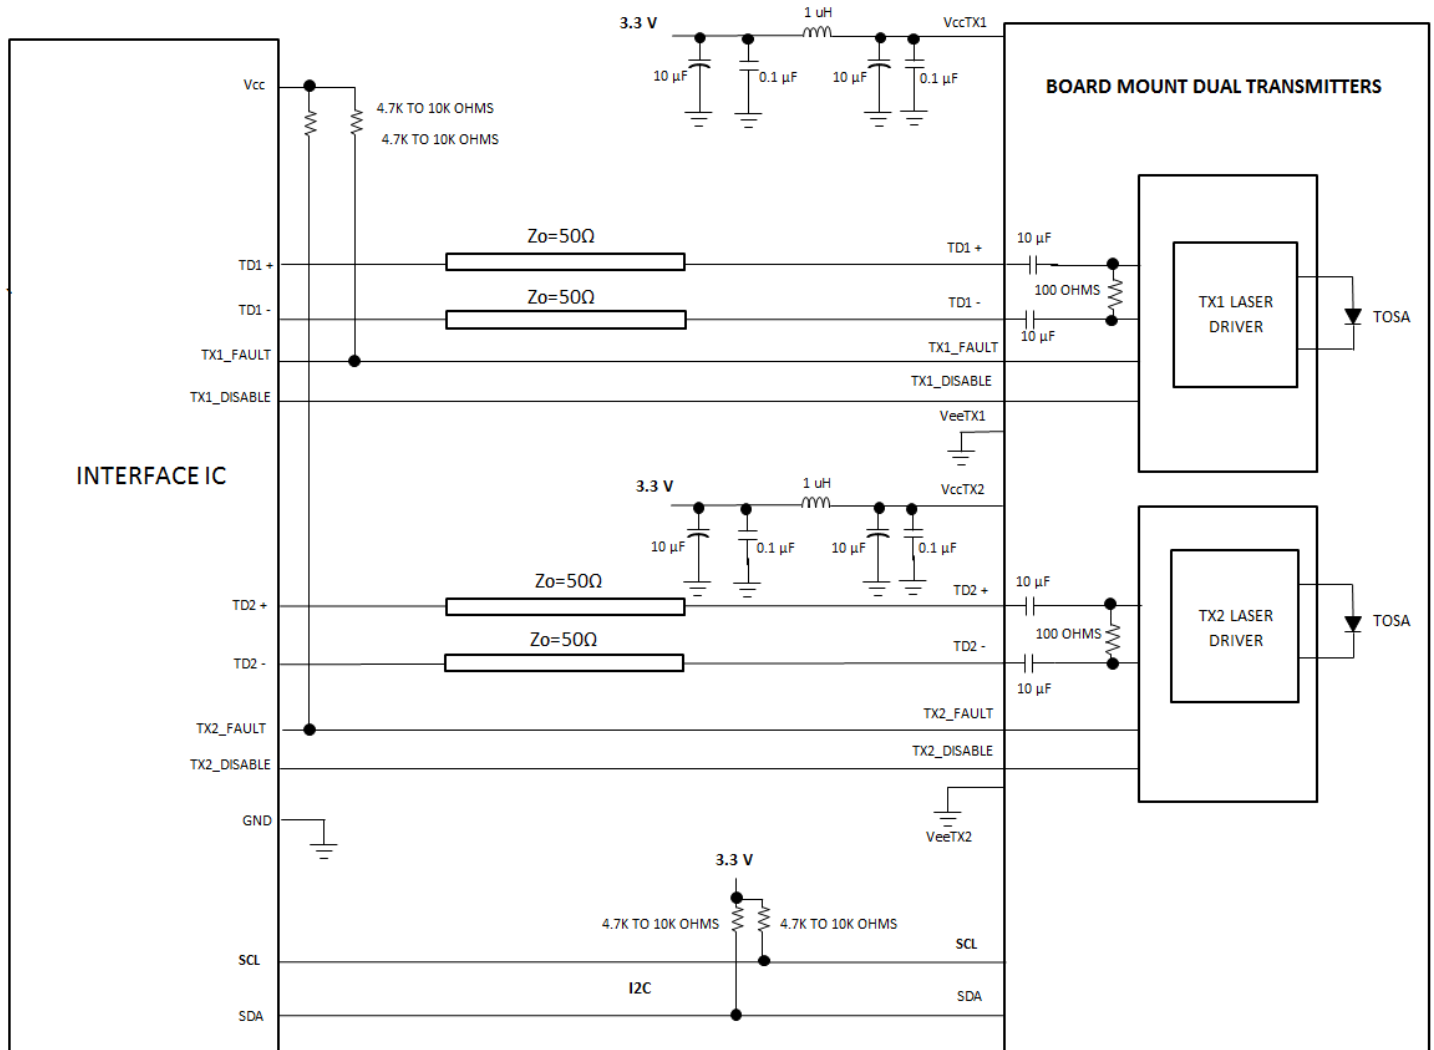 1 uH
3.3 V
VccTX1
10 µF
0.1 µF
10 µF
0.1 µF
BOARD MOUNT DUAL TRANSMITTERS
Vcc
4.7K TO 10K OHMS
4.7K TO 10K OHMS
Zo=50Ω
TD1 +
TD1 +
10 µF
Zo=50Ω
TD1 -
TD1 -
100 OHMS
10 µF
TX1 LASER
DRIVER
TOSA
TX1_FAULT
TX1_FAULT
TX1_DISABLE
TX1_DISABLE
VeeTX1
INTERFACE IC
3.3 V
1 uH
VccTX2
10 µF
0.1 µF
10 µF
0.1 µF
Zo=50Ω
TD2 +
TD2 +
10 µF
Zo=50Ω
TD2 -
TD2 -
100 OHMS
10 µF
TX2 LASER
DRIVER
TOSA
TX2_FAULT
TX2_FAULT
TX2_DISABLE
TX2_DISABLE
GND
VeeTX2
3.3 V
4.7K TO 10K OHMS
4.7K TO 10K OHMS
SCL
SCL
I2C
SDA
SDA